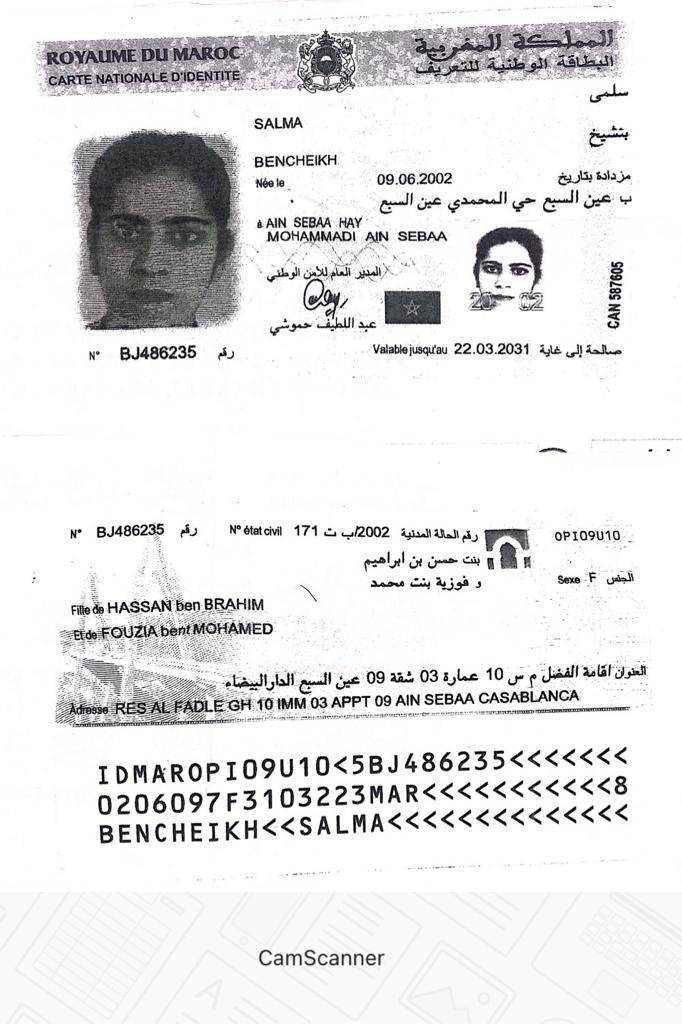 ROYAUME DU MAROC
المملكة المغربية
CARTE NATIONALE D'IDENTITE
البطاقة الوطنية للتعريف
سلمى
SALMA
بنشيخ
BENCHEIKH
Née le 09.06.2002 مزدادة بتاريخ
ب عين السبع حي المحمدي عين السبع
à AIN SEBAA HAY
MOHAMMADI AIN SEBAA
المدير العام للأمن الوطني
عبد اللطيف حموشي
20 02
CAN 587605
N° BJ486235 رقم
Valable jusqu'au 22.03.2031 صالحة إلى غاية
N° BJ486235 رقم
N° état civil 171 2002/ب ت رقم الحالة المدنية
OPI09U10
بنت حسن بن ابراهيم
و فوزية بنت محمد
Sexe F الجنس
Fille de HASSAN ben BRAHIM
Et de FOUZIA bent MOHAMED
العنوان اقامة الفضل م س 10 عمارة 03 شقة 09 عين السبع الدارالبيضاء
Adresse RES AL FADLE GH 10 IMM 03 APPT 09 AIN SEBAA CASABLANCA
IDMAROPI09U10<5BJ486235<<<<<<<
0206097F3103223MAR<<<<<<<<<<<8
BENCHEIKH<<SALMA<<<<<<<<<<<<<<
CamScanner